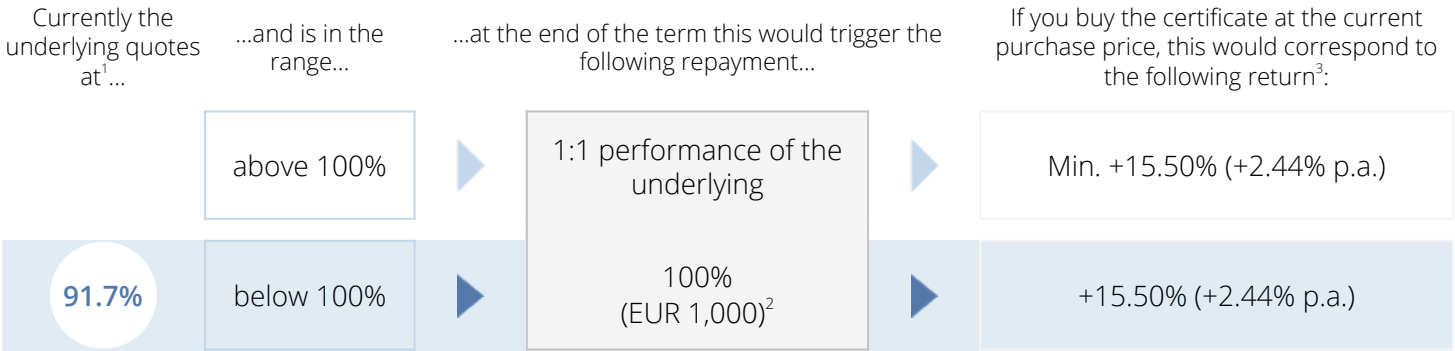 Currently the
underlying quotes
at¹...
...and is in the
range...
...at the end of the term this would trigger the
following repayment...
If you buy the certificate at the current
purchase price, this would correspond to
the following return³:
above 100%
1:1 performance of the
underlying
Min. +15.50% (+2.44% p.a.)
91.7%
below 100%
100%
(EUR 1,000)²
+15.50% (+2.44% p.a.)